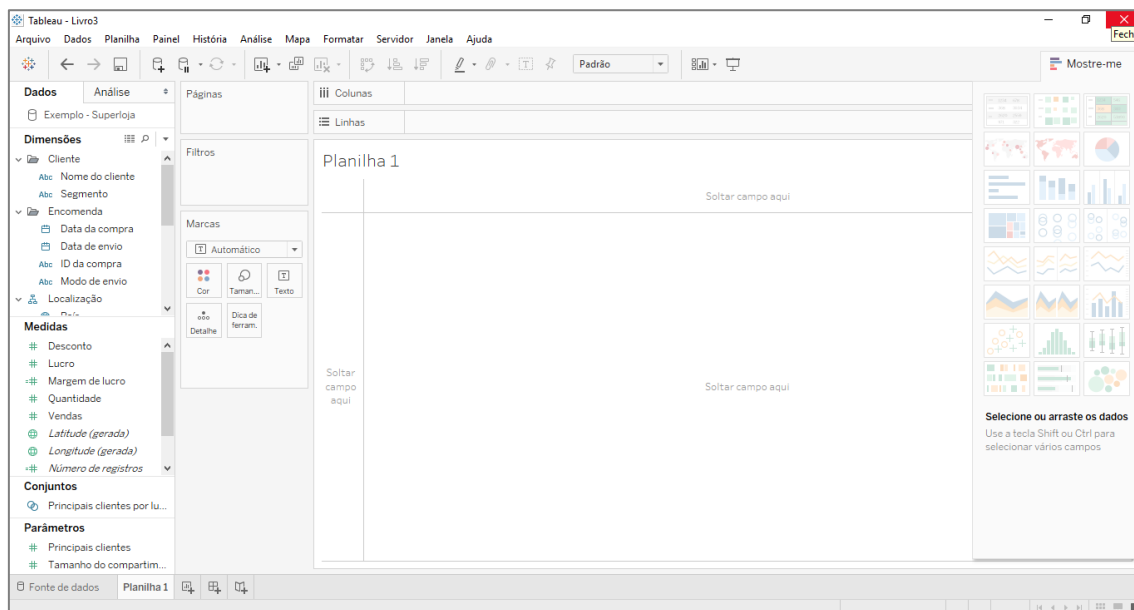 Tableau - Livro3
Fech
Arquivo Dados Planilha Painel História Análise Mapa Formatar Servidor Janela Ajuda
Padrão
Mostre-me
Dados Análise
Exemplo - Superloja
Dimensões
Cliente
Abc Nome do cliente
Abc Segmento
Encomenda
Data da compra
Data de envio
Abc ID da compra
Abc Modo de envio
Localização
Medidas
# Desconto
# Lucro
=# Margem de lucro
# Quantidade
# Vendas
Latitude (gerada)
Longitude (gerada)
=# Número de registros
Conjuntos
Principais clientes por lu...
Parâmetros
# Principais clientes
# Tamanho do compartim...
Páginas
Filtros
Marcas
T Automático
Cor Taman... Texto
Detalhe
Dica de
ferram.
Colunas
Linhas
Planilha 1
Soltar campo aqui
Soltar
campo
aqui
Soltar campo aqui
Selecione ou arraste os dados
Use a tecla Shift ou Ctrl para
selecionar vários campos
Fonte de dados Planilha 1